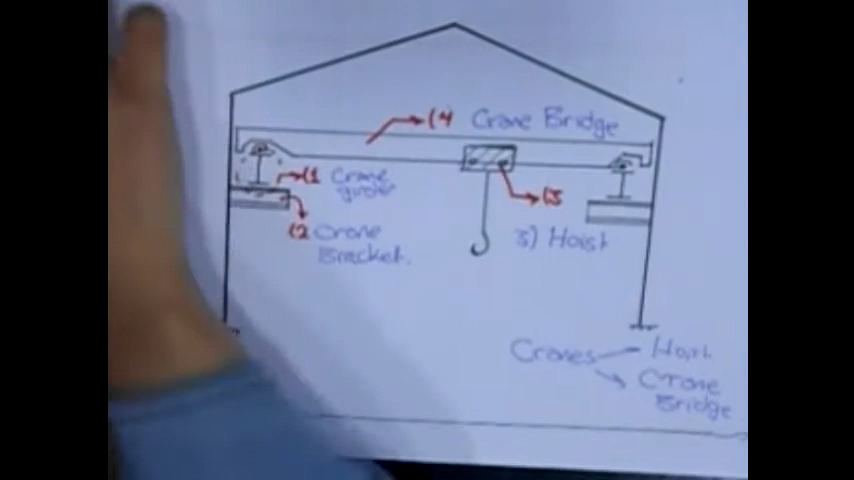 (4 Crane Bridge
(1 Crane
girder
(3
(2 Crane
Bracket.
3) Hoist
Cranes Hoist
Crane
Bridge